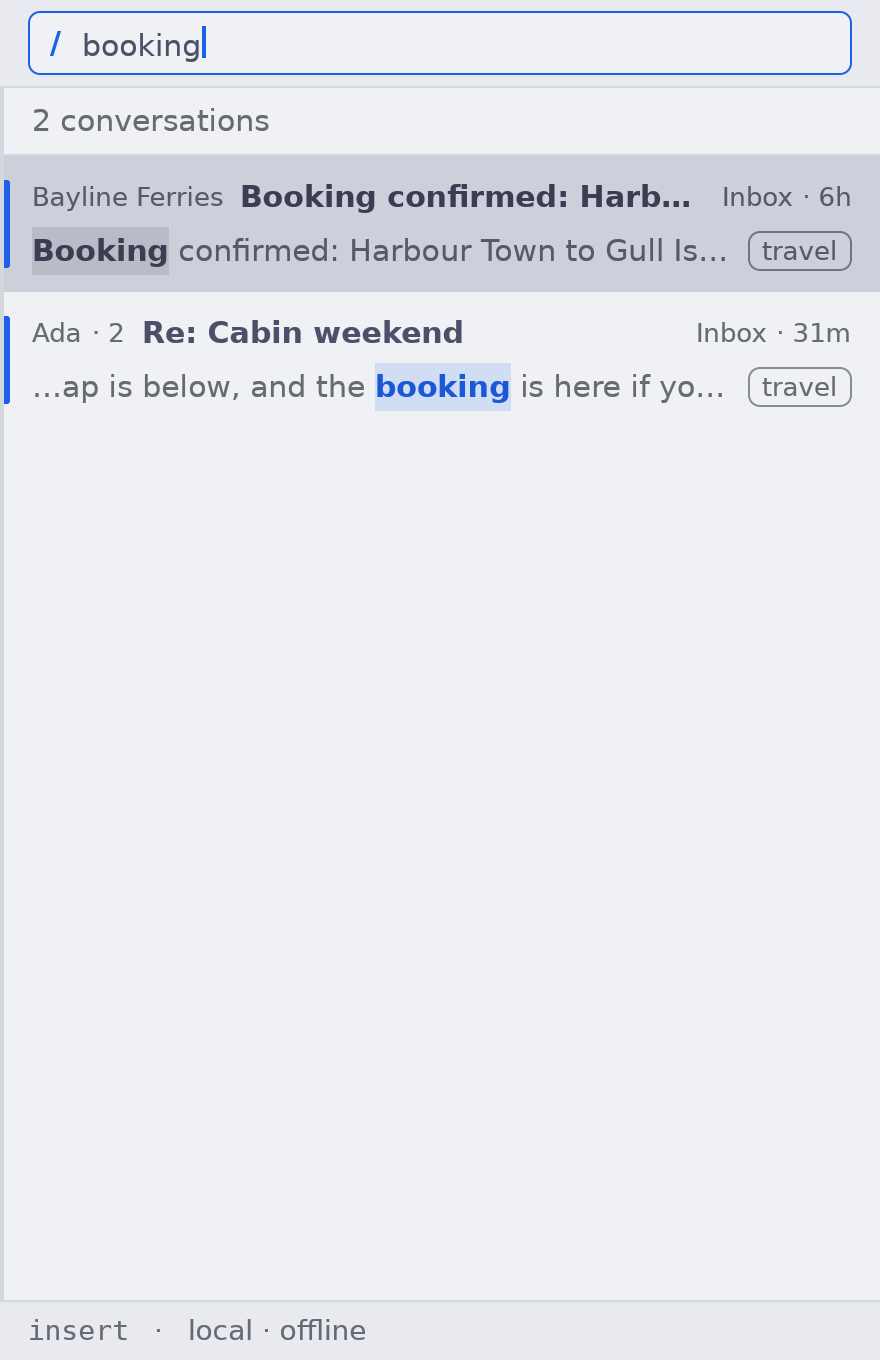 / booking
2 conversations
Bayline Ferries Booking confirmed: Harb… Inbox · 6h
Booking confirmed: Harbour Town to Gull Is… travel
Ada · 2 Re: Cabin weekend Inbox · 31m
…ap is below, and the booking is here if yo… travel
insert · local · offline